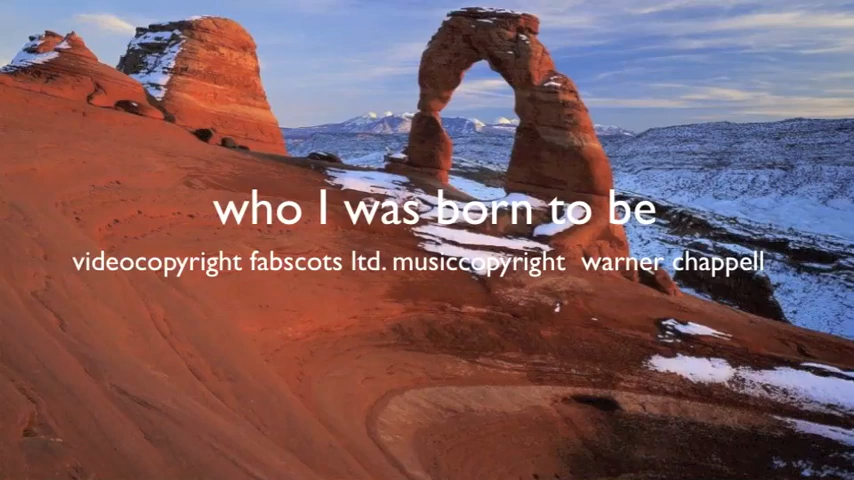 who I was born to be
videocopyright fabscots ltd. musiccopyright warner chappell